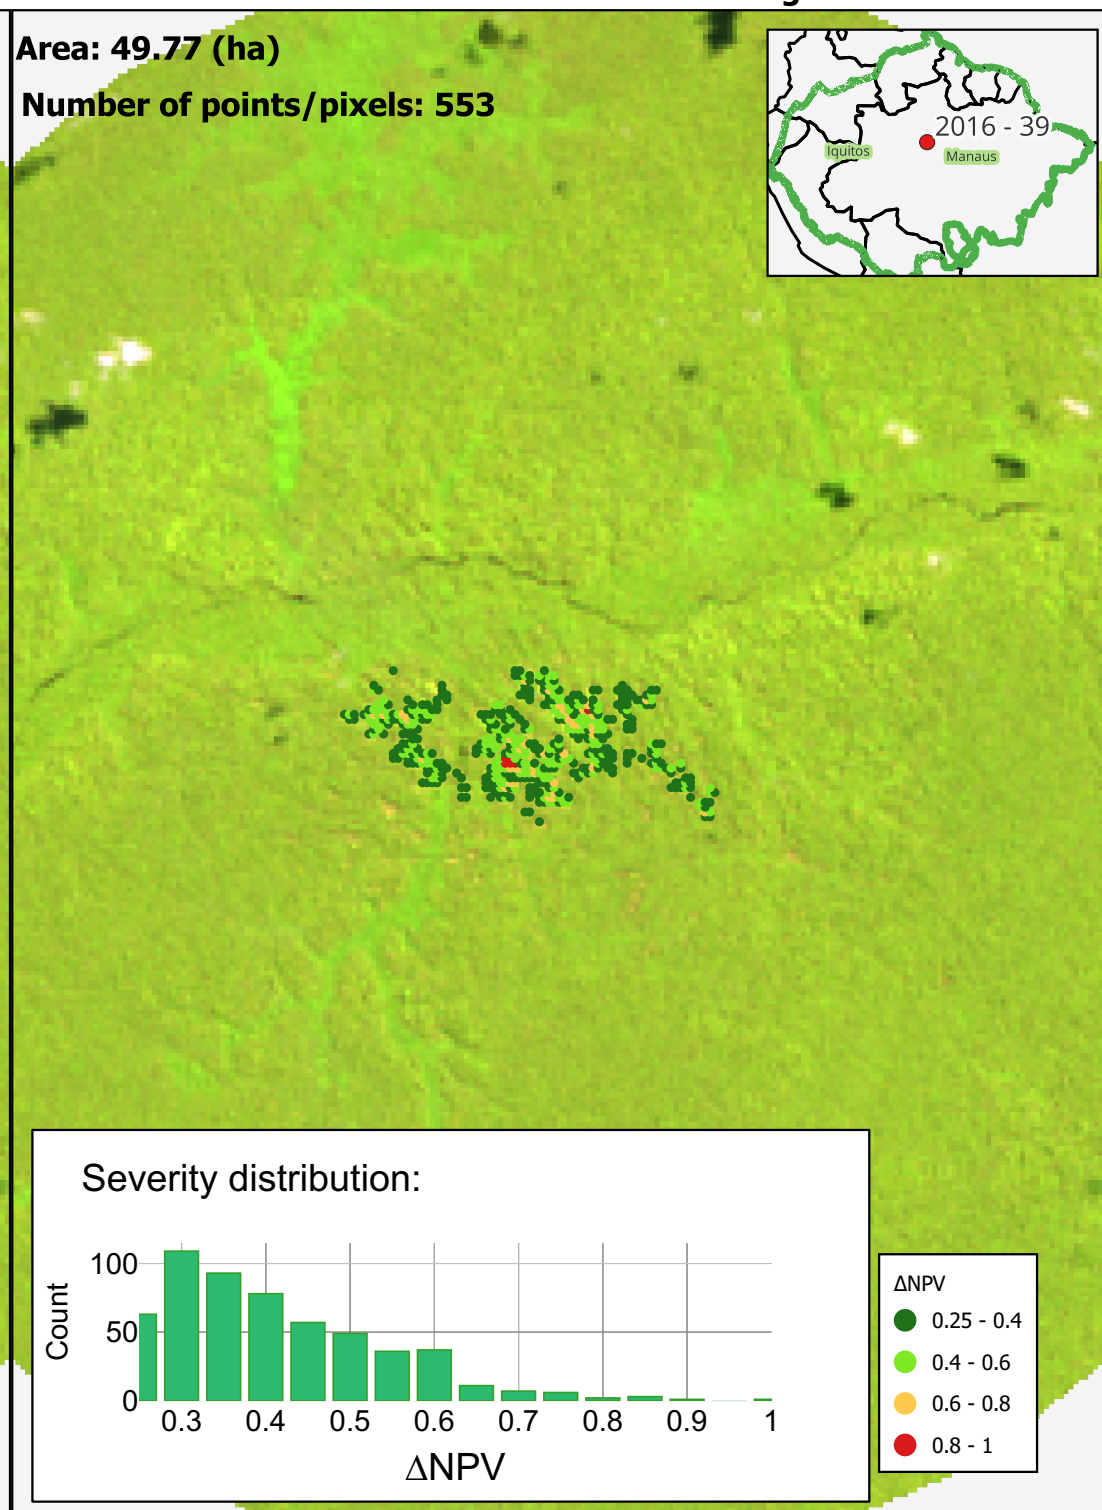 Area: 49.77 (ha)
Number of points/pixels: 553
2016 - 39
Iquitos
Manaus
Severity distribution:
Count
100
50
0
0.3 0.4 0.5 0.6 0.7 0.8 0.9 1
ΔNPV
ΔNPV
0.25 - 0.4
0.4 - 0.6
0.6 - 0.8
0.8 - 1